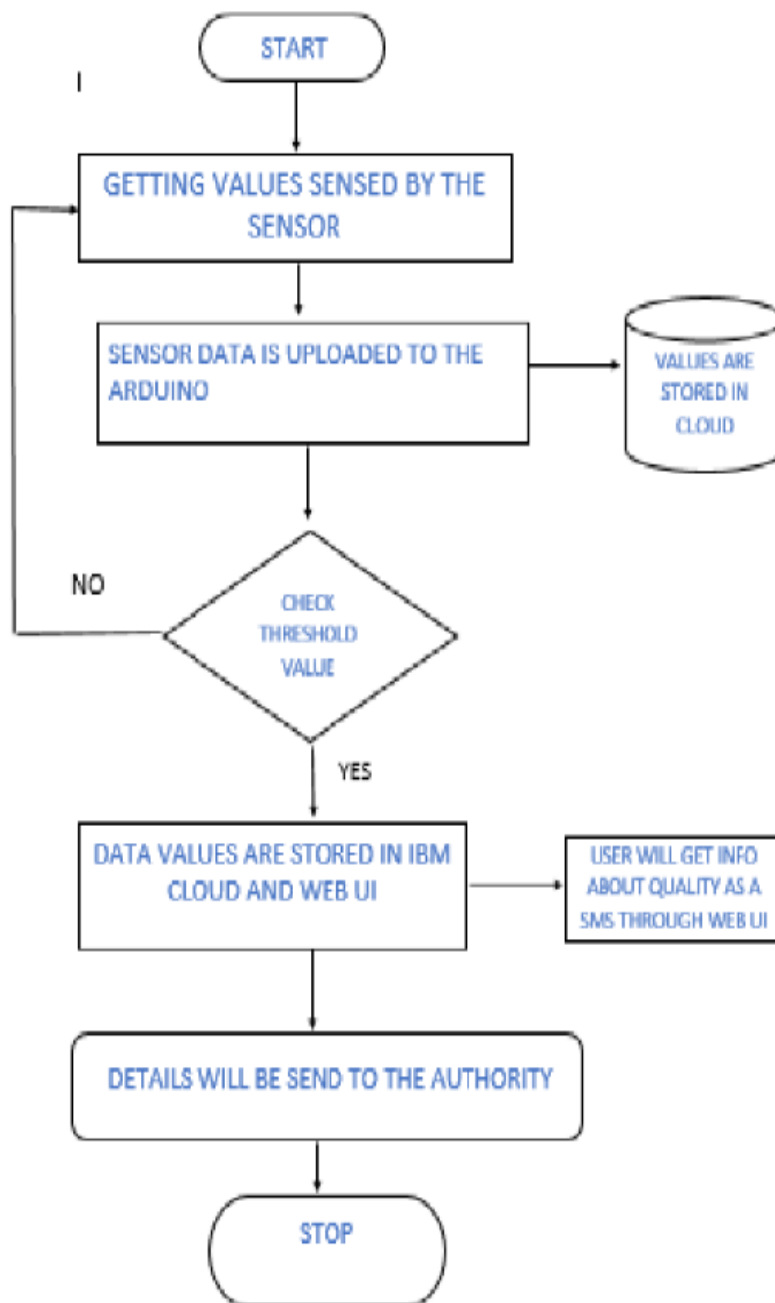 START
I
GETTING VALUES SENSED BY THE
SENSOR
SENSOR DATA IS UPLOADED TO THE
ARDUINO
VALUES ARE
STORED IN
CLOUD
NO
CHECK
THRESHOLD
VALUE
YES
DATA VALUES ARE STORED IN IBM
CLOUD AND WEB UI
USER WILL GET INFO
ABOUT QUALITY AS A
SMS THROUGH WEB UI
DETAILS WILL BE SEND TO THE AUTHORITY
STOP